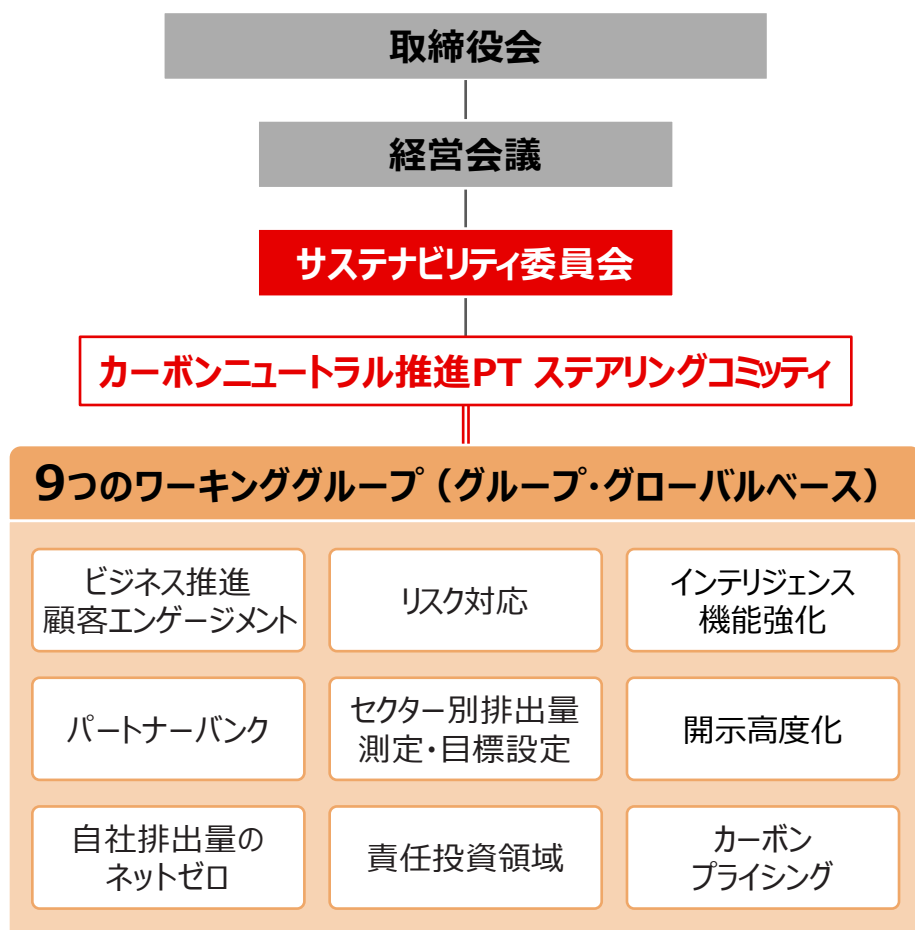 取締役会
経営会議
サステナビリティ委員会
カーボンニュートラル推進PT ステアリングコミッティ
9つのワーキンググループ（グループ・グローバルベース）
ビジネス推進
顧客エンゲージメント
リスク対応
インテリジェンス
機能強化
パートナーバンク
セクター別排出量
測定・目標設定
開示高度化
自社排出量の
ネットゼロ
責任投資領域
カーボン
プライシング